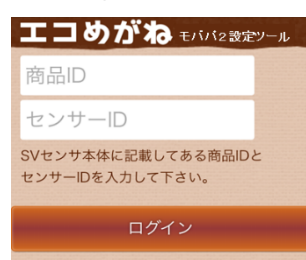 エコめがね モバパ2設定ツール
商品ID
センサーID
SVセンサ本体に記載してある商品IDと
センサーIDを入力して下さい。
ログイン